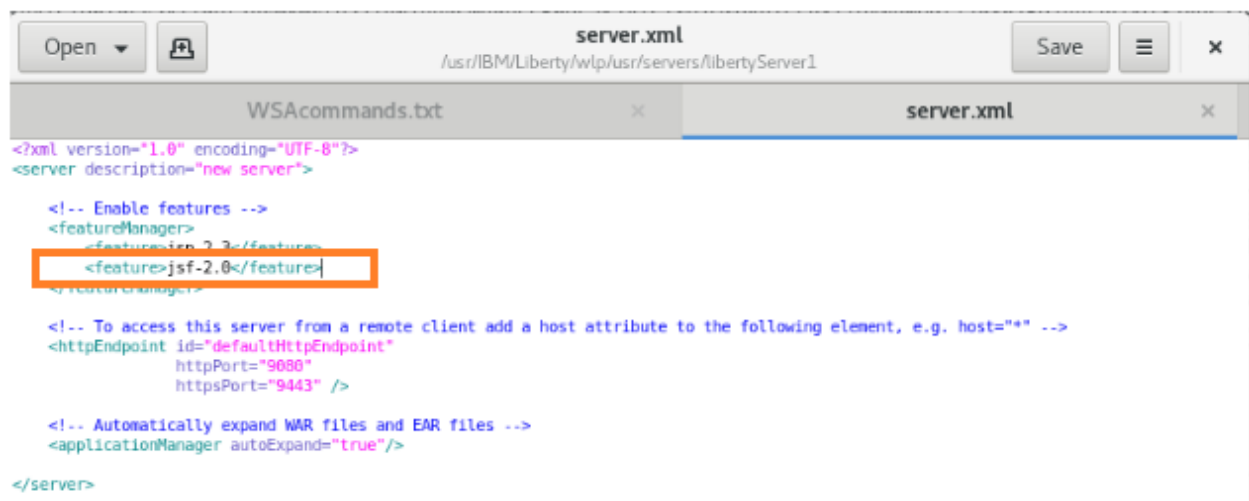 Open
server.xml
/usr/IBM/Liberty/wlp/usr/servers/libertyServer1
Save
WSAcommands.txt
server.xml
<?xml version="1.0" encoding="UTF-8"?>
<server description="new server">
<!-- Enable features -->
<featureManager>
<feature>jsp-2.3</feature>
<feature>jsf-2.0</feature>
</featureManager>
<!-- To access this server from a remote client add a host attribute to the following element, e.g. host="*" -->
<httpEndpoint id="defaultHttpEndpoint"
httpPort="9080"
httpsPort="9443" />
<!-- Automatically expand WAR files and EAR files -->
<applicationManager autoExpand="true"/>
</server>